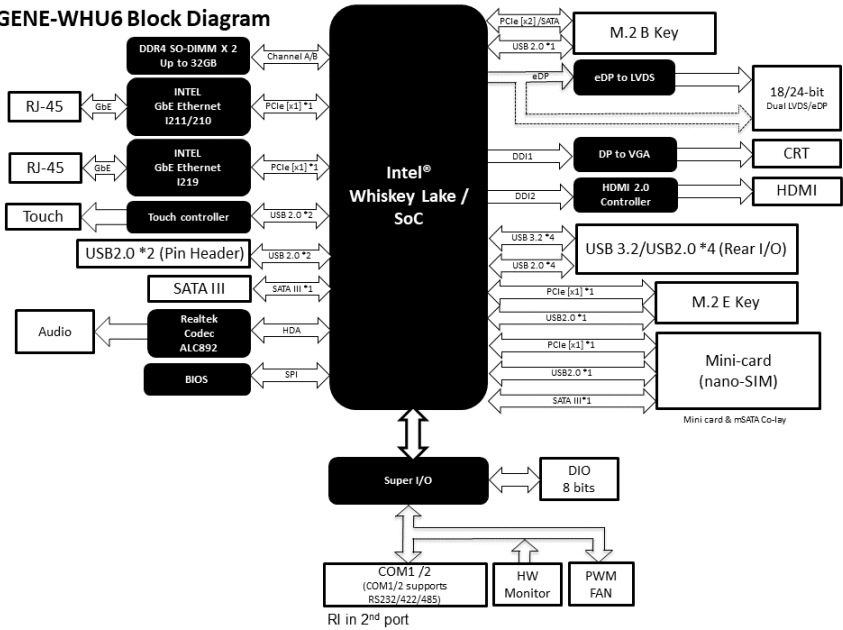 GENE-WHU6 Block Diagram
DDR4 SO-DIMM X 2
Up to 32GB
Channel A/B
RJ-45
GbE
INTEL
GbE Ethernet
I211/210
PCIe [x1] *1
RJ-45
GbE
INTEL
GbE Ethernet
I219
PCIe [x1] *1
Touch
Touch controller
USB 2.0 *2
USB2.0 *2 (Pin Header)
USB 2.0 *2
SATA III
SATA III *1
Audio
Realtek
Codec
ALC892
HDA
BIOS
SPI
Intel®
Whiskey Lake /
SoC
PCIe [x2] /SATA
USB 2.0 *1
M.2 B Key
eDP
eDP to LVDS
18/24-bit
Dual LVDS/eDP
DDI1
DP to VGA
CRT
DDI2
HDMI 2.0
Controller
HDMI
USB 3.2 *4
USB 2.0 *4
USB 3.2/USB2.0 *4 (Rear I/O)
PCIe [x1] *1
USB2.0 *1
M.2 E Key
PCIe [x1] *1
USB2.0 *1
SATA III*1
Mini-card
(nano-SIM)
Mini card & mSATA Co-lay
Super I/O
DIO
8 bits
COM1 /2
(COM1/2 supports
RS232/422/485)
HW
Monitor
PWM
FAN
RI in 2nd port